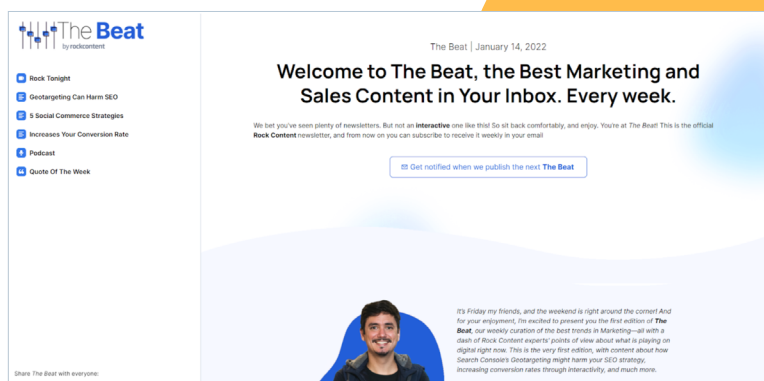 The Beat
by rockcontent
Rock Tonight
Geotargeting Can Harm SEO
5 Social Commerce Strategies
Increases Your Conversion Rate
Podcast
Quote Of The Week
Share The Beat with everyone:
The Beat | January 14, 2022
Welcome to The Beat, the Best Marketing and
Sales Content in Your Inbox. Every week.
We bet you've seen plenty of newsletters. But not an interactive one like this! So sit back comfortably, and enjoy. You're at The Beat! This is the official
Rock Content newsletter, and from now on you can subscribe to receive it weekly in your email
Get notified when we publish the next The Beat
It's Friday my friends, and the weekend is right around the corner! And
for your enjoyment, I'm excited to present you the first edition of The
Beat, our weekly curation of the best trends in Marketing—all with a
dash of Rock Content experts' points of view about what is playing on
digital right now. This is the very first edition, with content about how
Search Console's Geotargeting might harm your SEO strategy,
increasing conversion rates through interactivity, and much more.